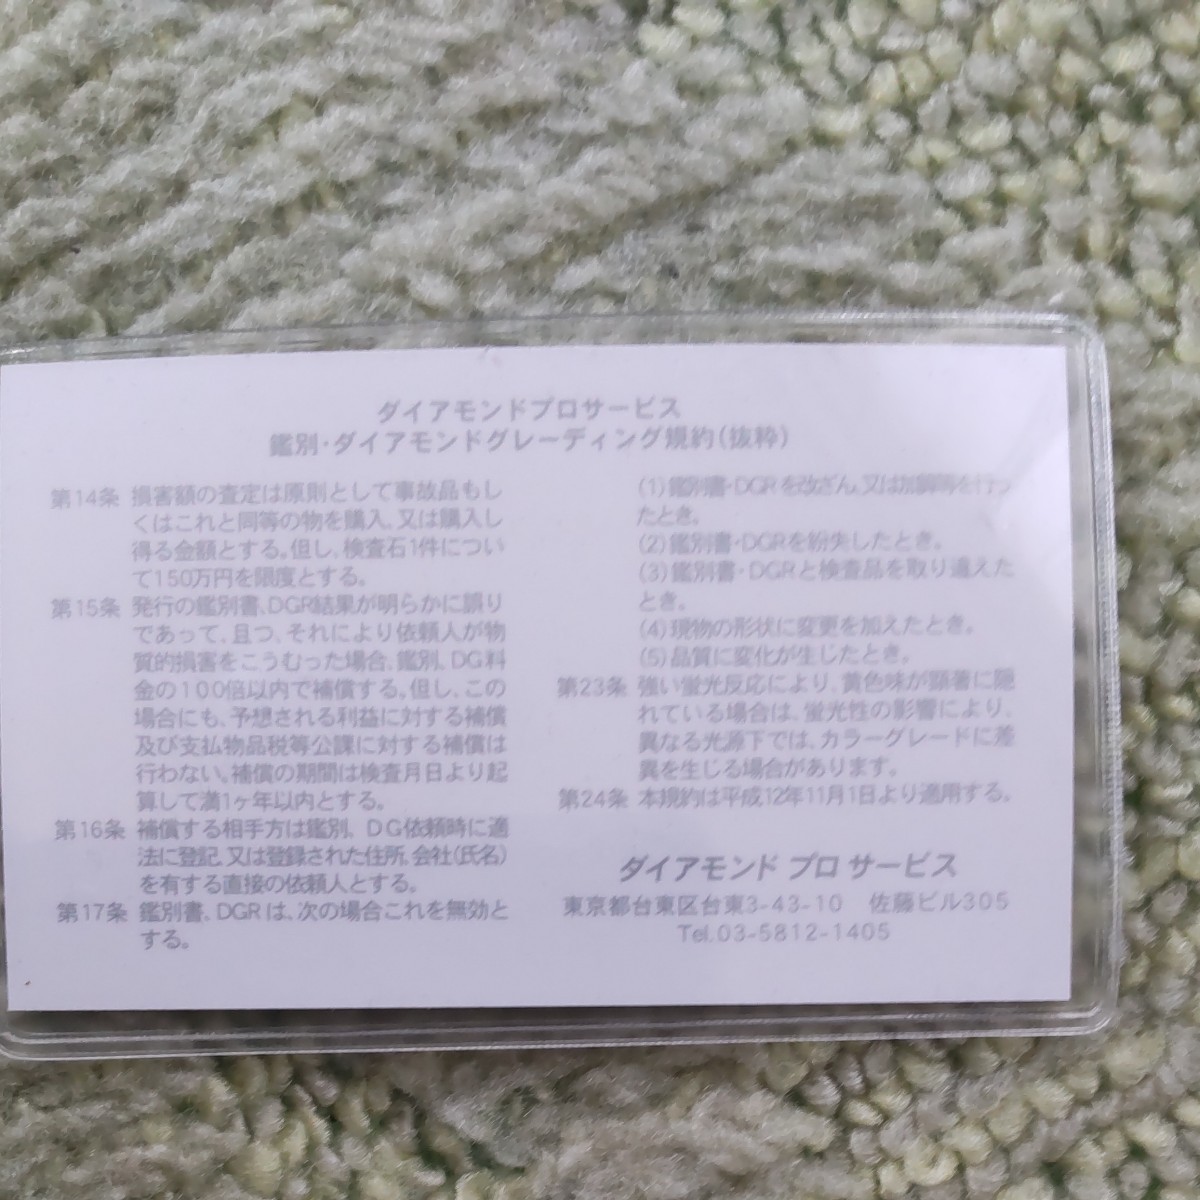 ダイアモンドプロサービス
鑑別・ダイアモンドグレーディング規約(抜粋)
第14条 損害額の査定は原則として事故品もし
くはこれと同等の物を購入、又は購入し
得る金額とする。但し、検査石1件につい
て150万円を限度とする。
第15条 発行の鑑別書、DGR結果が明らかに誤り
であって、且つ、それにより依頼人が物
質的損害をこうむった場合、鑑別、DG料
金の100倍以内で補償する。但し、この
場合にも、予想される利益に対する補償
及び支払物品税等公課に対する補償は
行わない。補償の期間は検査月日より起
算して満1ヶ年以内とする。
第16条 補償する相手方は鑑別、DG依頼時に適
法に登記、又は登録された住所、会社(氏名)
を有する直接の依頼人とする。
第17条 鑑別書、DGRは、次の場合これを無効と
する。
(1)鑑別書・DGRを改ざん、又は加調等を行っ
たとき。
(2)鑑別書・DGRを紛失したとき。
(3)鑑別書・DGRと検査品を取り違えた
とき。
(4)現物の形状に変更を加えたとき。
(5)品質に変化が生じたとき。
第23条 強い蛍光反応により、黄色味が顕著に隠
れている場合は、蛍光性の影響により、
異なる光源下では、カラーグレードに差
異を生じる場合があります。
第24条 本規約は平成12年11月1日より適用する。
ダイアモンド プロ サービス
東京都台東区台東3-43-10 佐藤ビル305
Tel.03-5812-1405